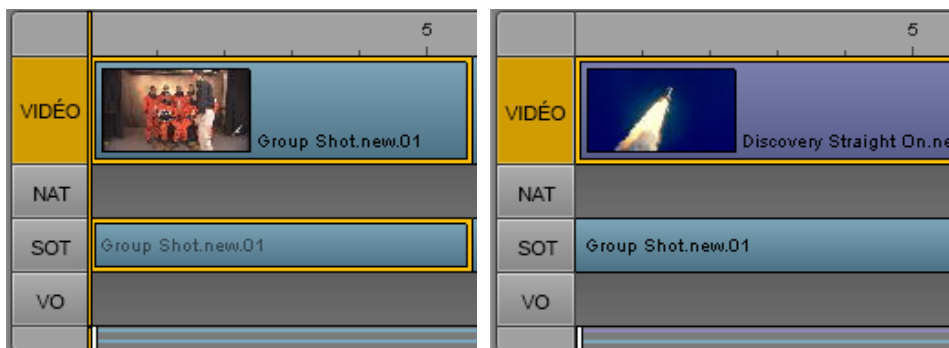 5
VIDÉO
Group Shot.new.01
NAT
SOT
Group Shot.new.01
VO
5
VIDÉO
Discovery Straight On.ne
NAT
SOT
Group Shot.new.01
VO